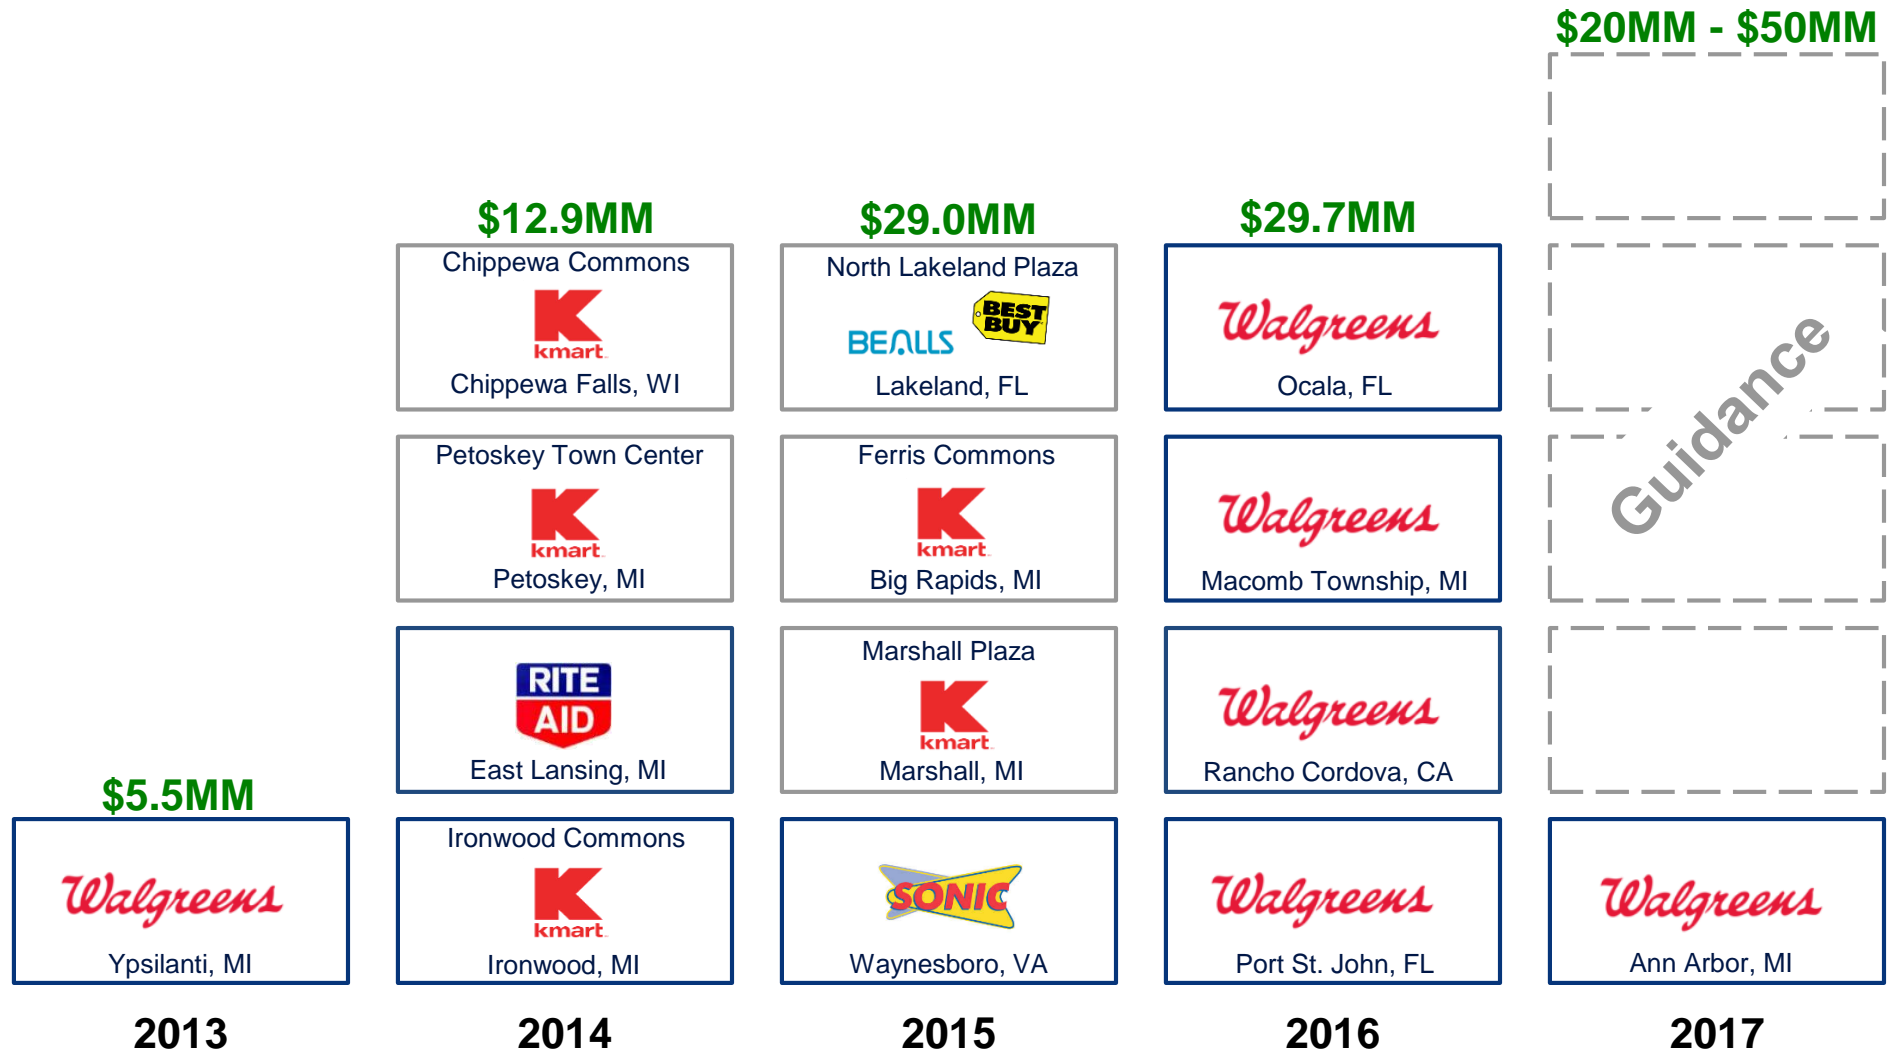 $20MM - $50MM
$12.9MM
$29.0MM
$29.7MM
Chippewa Commons
kmart
Chippewa Falls, WI
North Lakeland Plaza
BEST
BUY
BEALLS
Lakeland, FL
Walgreens
Ocala, FL
Guidance
Petoskey Town Center
kmart
Petoskey, MI
Ferris Commons
kmart
Big Rapids, MI
Walgreens
Macomb Township, MI
RITE
AID
East Lansing, MI
Marshall Plaza
kmart
Marshall, MI
Walgreens
Rancho Cordova, CA
$5.5MM
Walgreens
Ypsilanti, MI
Ironwood Commons
kmart
Ironwood, MI
SONIC
Waynesboro, VA
Walgreens
Port St. John, FL
Walgreens
Ann Arbor, MI
2013
2014
2015
2016
2017